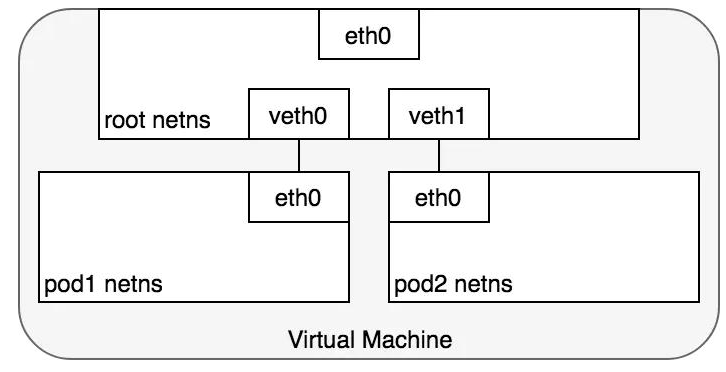 eth0
veth0
veth1
root netns
eth0
eth0
pod1 netns
pod2 netns
Virtual Machine